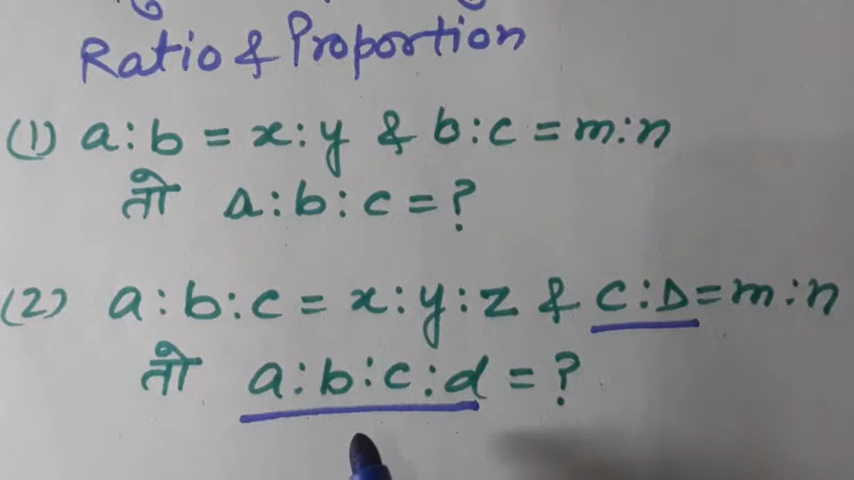 Ratio & Proportion
(1) a:b = x:y & b:c = m:n
तो a:b:c = ?
(2) a:b:c = x:y:z & C:D = m:n
तो a:b:c:d = ?